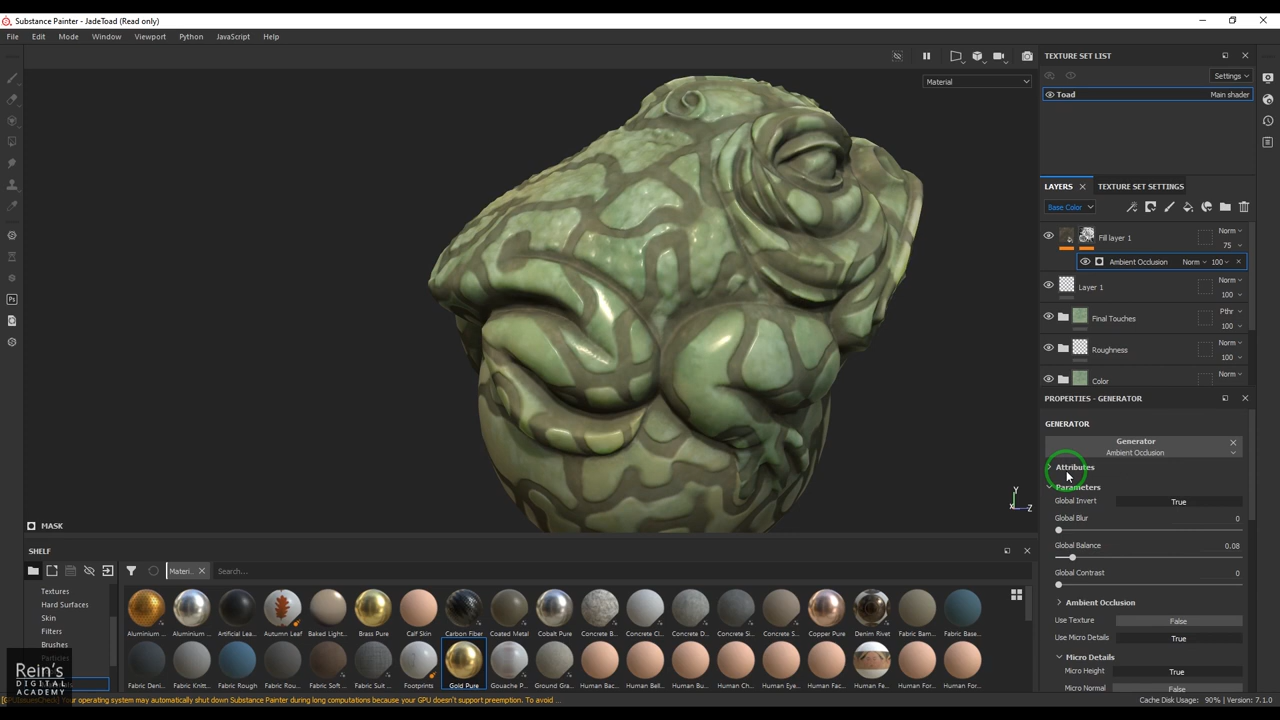 Substance Painter - JadeToad (Read only)
File Edit Mode Window Viewport Python JavaScript Help
Material
TEXTURE SET LIST
Settings
Toad Main shader
LAYERS TEXTURE SET SETTINGS
Base Color
Fill layer 1 Norm 75
Ambient Occlusion Norm 100
Layer 1 Norm 100
Final Touches Pthr 100
Roughness Norm 100
Color Norm
PROPERTIES - GENERATOR
GENERATOR
Generator
Ambient Occlusion
Attributes
Parameters
Global Invert True
Global Blur 0
Global Balance 0.08
Global Contrast 0
Ambient Occlusion
Use Texture False
Use Micro Details True
Micro Details
Micro Height True
Micro Normal False
Y
X Z
MASK
SHELF
Materi... Search...
Textures
Hard Surfaces
Skin
Filters
Brushes
Particles
Aluminium ... Aluminium ... Artificial Lea... Autumn Leaf Baked Light... Brass Pure Calf Skin Carbon Fiber Coated Metal Cobalt Pure Concrete B... Concrete Cl... Concrete D... Concrete Si... Concrete S... Copper Pure Denim Rivet Fabric Bam... Fabric Base...
Fabric Deni... Fabric Knitt... Fabric Rough Fabric Rou... Fabric Soft ... Fabric Suit ... Footprints Gold Pure Gouache P... Ground Gra... Human Bac... Human Bell... Human Bu... Human Ch... Human Eye... Human Fac... Human Fe... Human For... Human For...
Rein's
DIGITAL
ACADEMY
Your operating system may automatically shut down Substance Painter during long computations because your GPU doesn't support preemption. To avoid ...
Cache Disk Usage: 90% | Version: 7.1.0